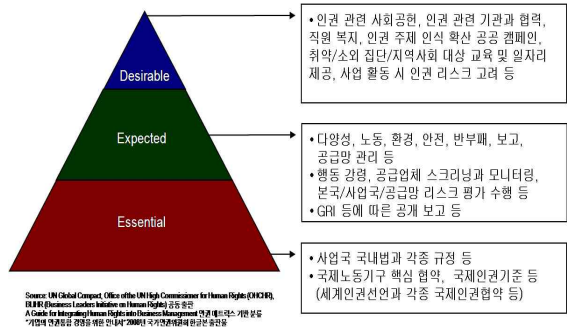 Desirable
• 인권 관련 사회공헌, 인권 관련 기관과 협력,
직원 복지, 인권 주제 인식 확산 공공 캠페인,
취약/소외 집단/지역사회 대상 교육 및 일자리
제공, 사업 활동 시 인권 리스크 고려 등
Expected
• 다양성, 노동, 환경, 안전, 반부패, 보고,
공급망 관리 등
• 행동 강령, 공급업체 스크리닝과 모니터링,
본국/사업국/공급망 리스크 평가 수행 등
• GRI 등에 따른 공개 보고 등
Essential
• 사업국 국내법과 각종 규정 등
• 국제노동기구 핵심 협약, 국제인권기준 등
(세계인권선언과 각종 국제인권협약 등)
Source: UN Global Compact, Office of the UN High Commissioner for Human Rights (OHCHR),
BLIHR (Business Leaders Initiative on Human Rights) 공동 출판
A Guide for Integrating Human Rights into Business Management 인권 매트릭스 기반 분류
"기업의 인권통합 경영을 위한 안내서" 2008년 국가인권위원회 한글본 출간물